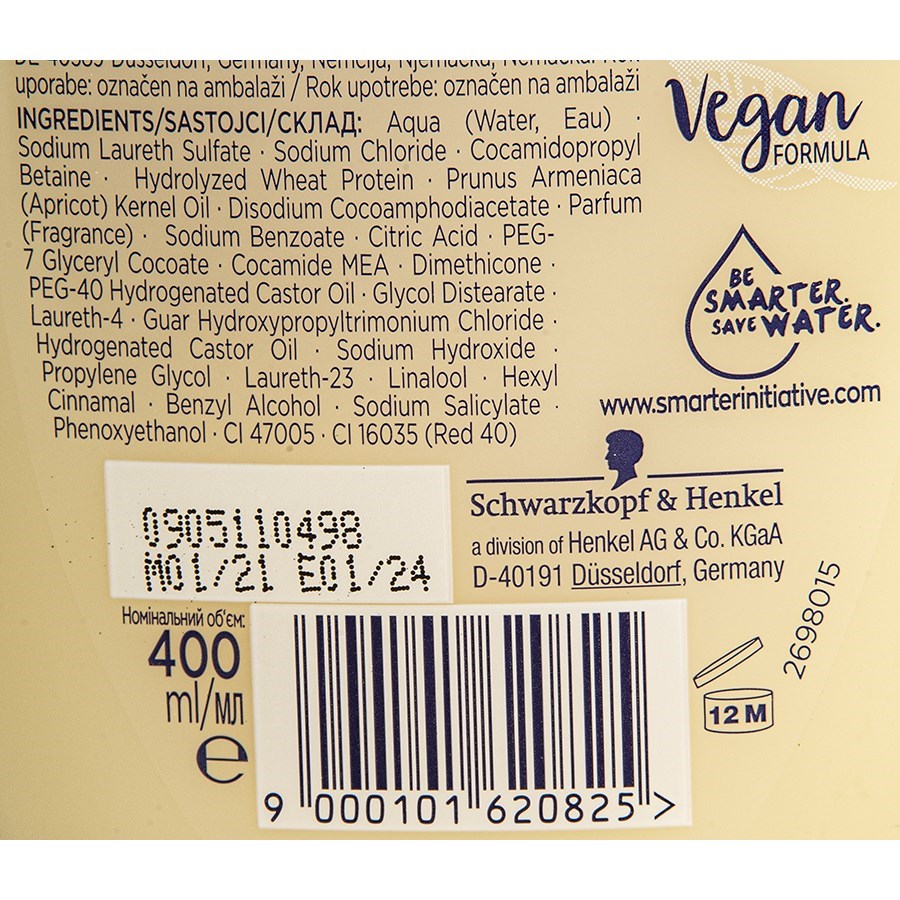 Düsseldorf, Germany, Nemčija, Njemačka, Nemačka. Rok
uporabe: označen na ambalaži / Rok upotrebe: označen na ambalaži
INGREDIENTS/SASTOJCI/СКЛАД: Aqua (Water, Eau) ·
Sodium Laureth Sulfate · Sodium Chloride · Cocamidopropyl
Betaine · Hydrolyzed Wheat Protein · Prunus Armeniaca
(Apricot) Kernel Oil · Disodium Cocoamphodiacetate · Parfum
(Fragrance) · Sodium Benzoate · Citric Acid · PEG-
7 Glyceryl Cocoate · Cocamide MEA · Dimethicone ·
PEG-40 Hydrogenated Castor Oil · Glycol Distearate ·
Laureth-4 · Guar Hydroxypropyltrimonium Chloride ·
Hydrogenated Castor Oil · Sodium Hydroxide ·
Propylene Glycol · Laureth-23 · Linalool · Hexyl
Cinnamal · Benzyl Alcohol · Sodium Salicylate ·
Phenoxyethanol · CI 47005 · CI 16035 (Red 40)
Vegan
FORMULA
BE
SMARTER.
SAVE WATER.
www.smarterinitiative.com
Schwarzkopf & Henkel
a division of Henkel AG & Co. KGaA
D-40191 Düsseldorf, Germany
0905110498
M01/21 E01/24
Номінальний об'єм:
400
ml/мл
e
9 000101 620825 >
12 M
2698015